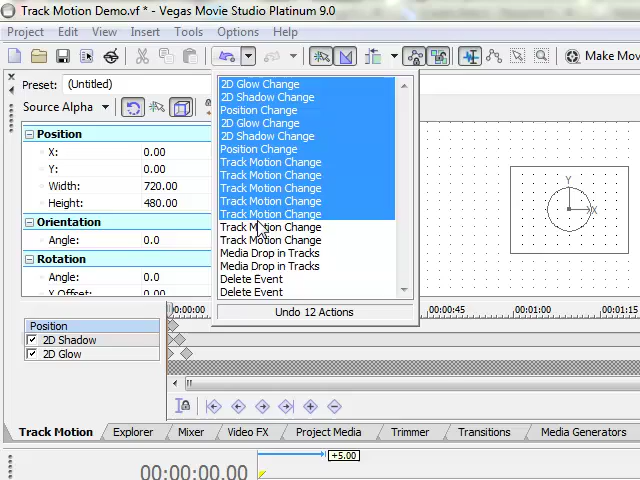 Track Motion Demo.vf * - Vegas Movie Studio Platinum 9.0
Project Edit View Insert Tools Options Help
Make Mov
Preset: (Untitled)
Source Alpha
Position
X: 0.00
Y: 0.00
Width: 720.00
Height: 480.00
Orientation
Angle: 0.0
Rotation
Angle: 0.0
Y Offset: 0.0
2D Glow Change
2D Shadow Change
Position Change
2D Glow Change
2D Shadow Change
Position Change
Track Motion Change
Track Motion Change
Track Motion Change
Track Motion Change
Track Motion Change
Track Motion Change
Track Motion Change
Media Drop in Tracks
Media Drop in Tracks
Delete Event
Delete Event
Undo 12 Actions
Y
X
00:00:00 00:00:45 00:01:00 00:01:15
Position
2D Shadow
2D Glow
Track Motion Explorer Mixer Video FX Project Media Trimmer Transitions Media Generators
+5.00
00:00:00.00